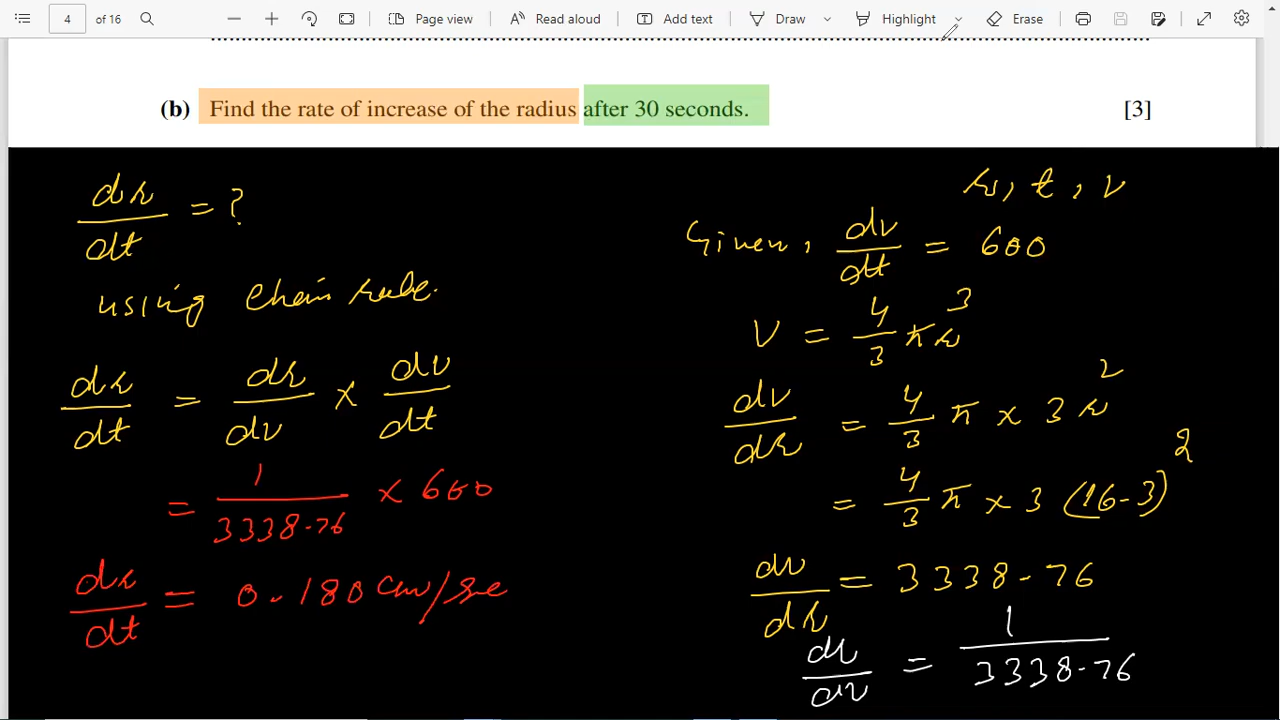 4 of 16 Page view Read aloud Add text Draw Highlight Erase
(b) Find the rate of increase of the radius after 30 seconds. [3]
dr/dt = ?
using chain rule.
dr/dt = dr/dv × dv/dt
= 1/3338.76 × 600
dr/dt = 0.180 cm/sec
r, t, v
Given, dv/dt = 600
V = 4/3 πr³
dv/dr = 4/3 π × 3r²
= 4/3 π × 3 (16.3)²
dv/dr = 3338.76
dr/dv = 1/3338.76